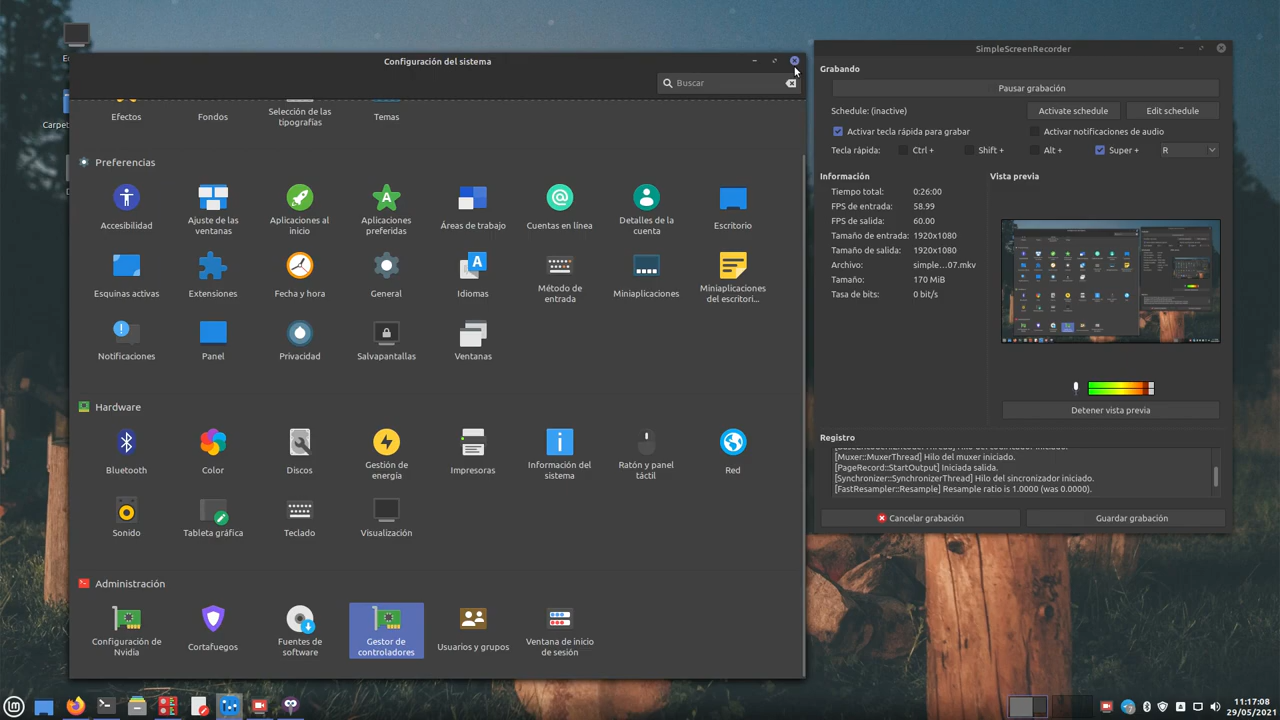 Configuración del sistema
Buscar
Efectos
Fondos
Selección de las
tipografías
Temas
Preferencias
Accesibilidad
Ajuste de las
ventanas
Aplicaciones al
inicio
Aplicaciones
preferidas
Áreas de trabajo
Cuentas en línea
Detalles de la
cuenta
Escritorio
Esquinas activas
Extensiones
Fecha y hora
General
Idiomas
Método de
entrada
Miniaplicaciones
Miniaplicaciones
del escritori...
Notificaciones
Panel
Privacidad
Salvapantallas
Ventanas
Hardware
Bluetooth
Color
Discos
Gestión de
energía
Impresoras
Información del
sistema
Ratón y panel
táctil
Red
Sonido
Tableta gráfica
Teclado
Visualización
Administración
Configuración de
Nvidia
Cortafuegos
Fuentes de
software
Gestor de
controladores
Usuarios y grupos
Ventana de inicio
de sesión
SimpleScreenRecorder
Grabando
Pausar grabación
Schedule: (inactive)
Activate schedule
Edit schedule
Activar tecla rápida para grabar
Activar notificaciones de audio
Tecla rápida:
Ctrl +
Shift +
Alt +
Super +
R
Información
Tiempo total: 0:26:00
FPS de entrada: 58.99
FPS de salida: 60.00
Tamaño de entrada: 1920x1080
Tamaño de salida: 1920x1080
Archivo: simple....07.mkv
Tamaño: 170 MiB
Tasa de bits: 0 bit/s
Vista previa
Detener vista previa
Registro
[Muxer::MuxerThread] Hilo del muxer iniciado.
[PageRecord::StartOutput] Iniciada salida.
[Synchronizer::SynchronizerThread] Hilo del sincronizador iniciado.
[FastResampler::Resample] Resample ratio is 1.0000 (was 0.0000).
Cancelar grabación
Guardar grabación
11:17:08
29/05/2021